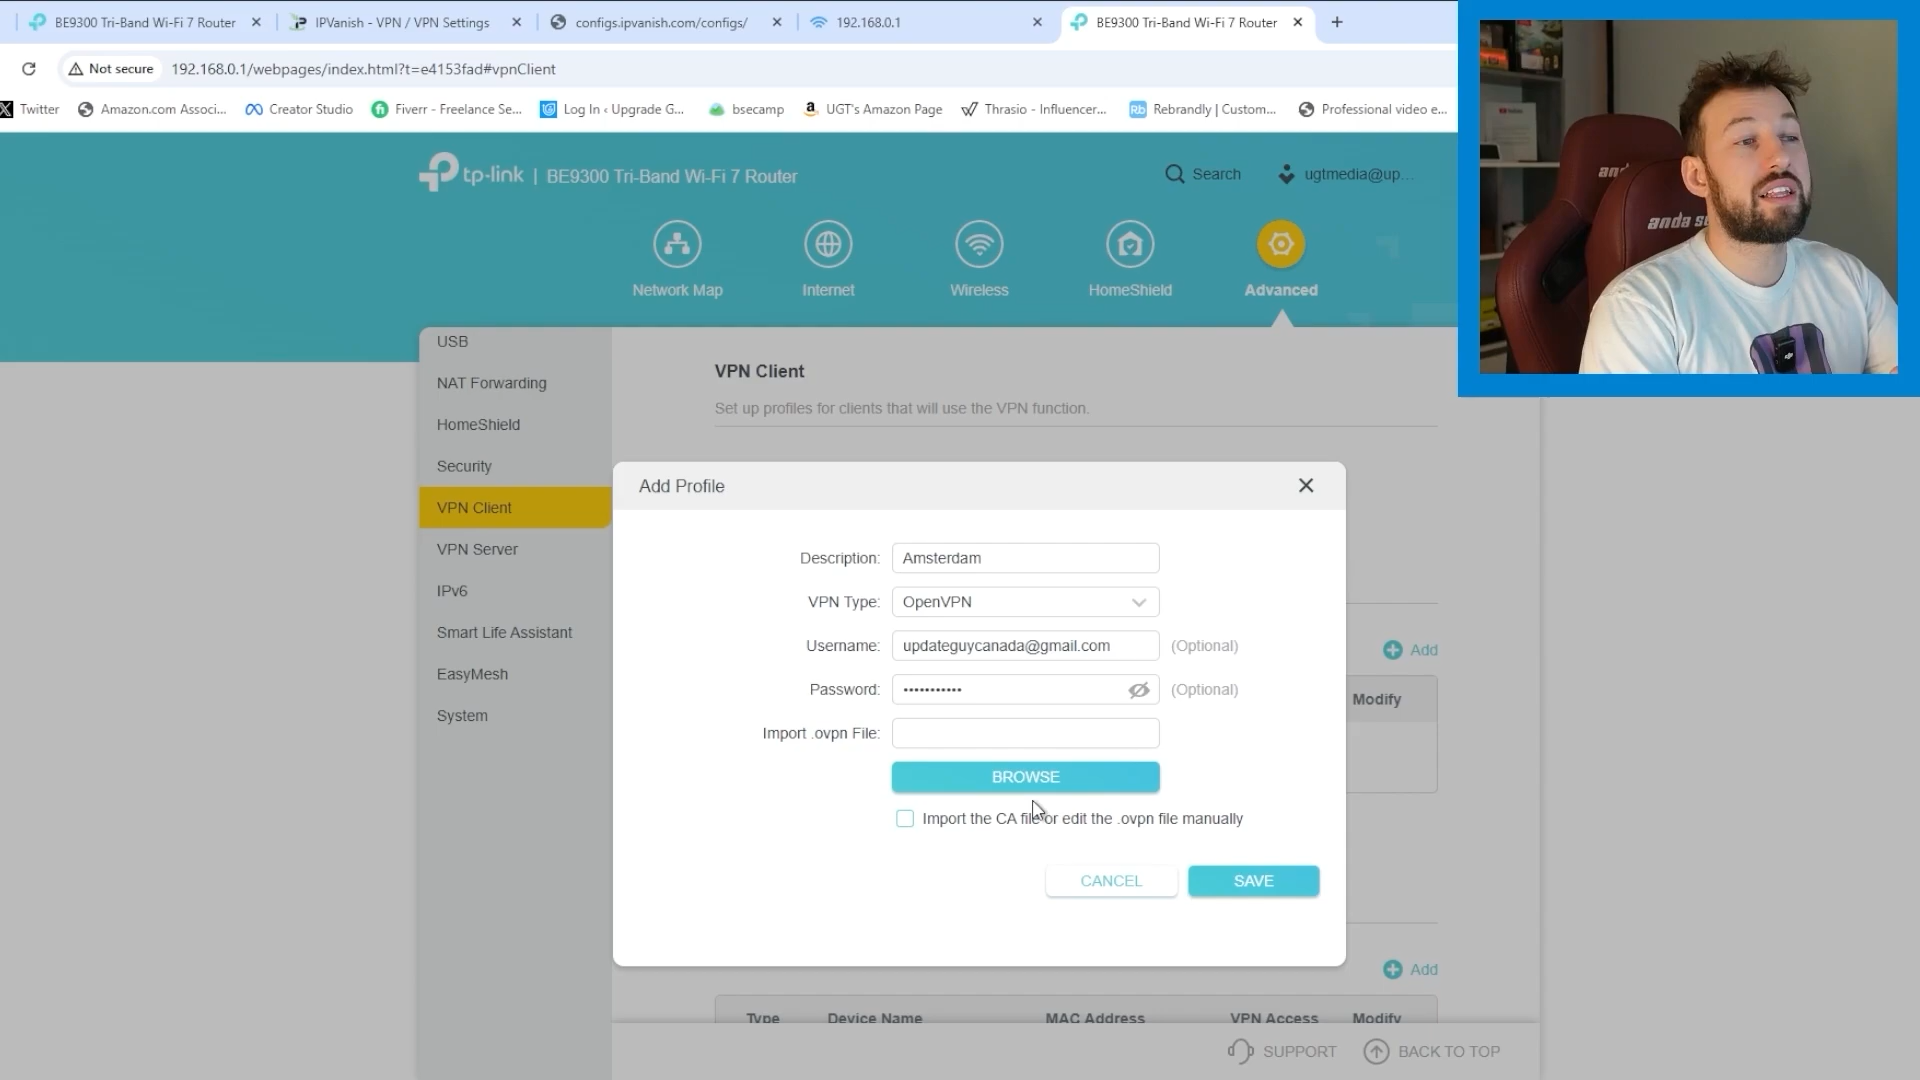 BE9300 Tri-Band Wi-Fi 7 Router
IPVanish - VPN / VPN Settings
configs.ipvanish.com/configs/
192.168.0.1
BE9300 Tri-Band Wi-Fi 7 Router
Not secure
192.168.0.1/webpages/index.html?t=e4153fad#vpnClient
Twitter
Amazon.com Associ...
Creator Studio
Fiverr - Freelance Se...
Log In ‹ Upgrade G...
bsecamp
UGT's Amazon Page
Thrasio - Influencer...
Rb
Rebrandly | Custom...
Professional video e...
tp-link | BE9300 Tri-Band Wi-Fi 7 Router
Search
ugtmedia@up...
Network Map
Internet
Wireless
HomeShield
Advanced
USB
NAT Forwarding
HomeShield
Security
VPN Client
VPN Server
IPv6
Smart Life Assistant
EasyMesh
System
VPN Client
Set up profiles for clients that will use the VPN function.
Add Profile
Description: Amsterdam
VPN Type: OpenVPN
Username: updateguycanada@gmail.com (Optional)
Password: ••••••••••• (Optional)
Import .ovpn File:
BROWSE
Import the CA file or edit the .ovpn file manually
CANCEL
SAVE
Add
Modify
Add
Type Device Name MAC Address VPN Access Modify
SUPPORT
BACK TO TOP